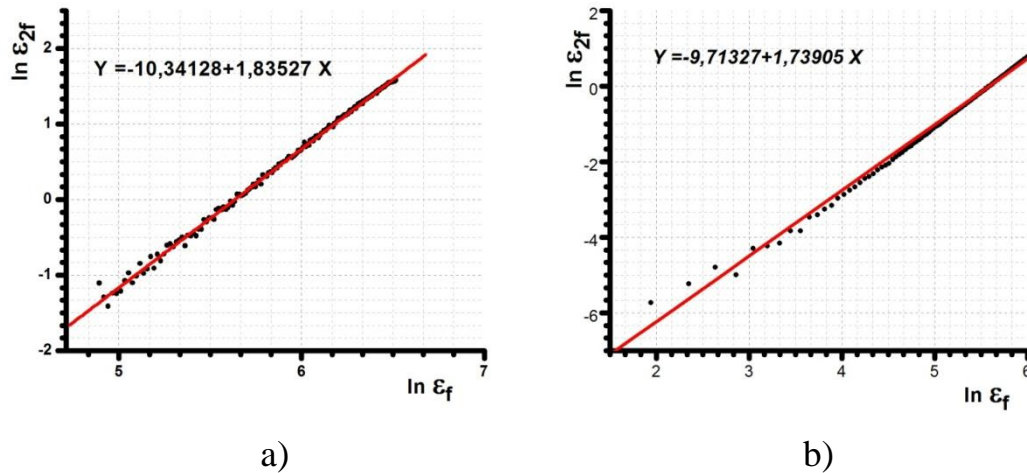 ln ε2f
2
1
0
-1
-2
Y =-10,34128+1,83527 X
5
6
7
ln εf
a)
ln ε2f
2
0
-2
-4
-6
Y =-9,71327+1,73905 X
2
3
4
5
6
ln εf
b)